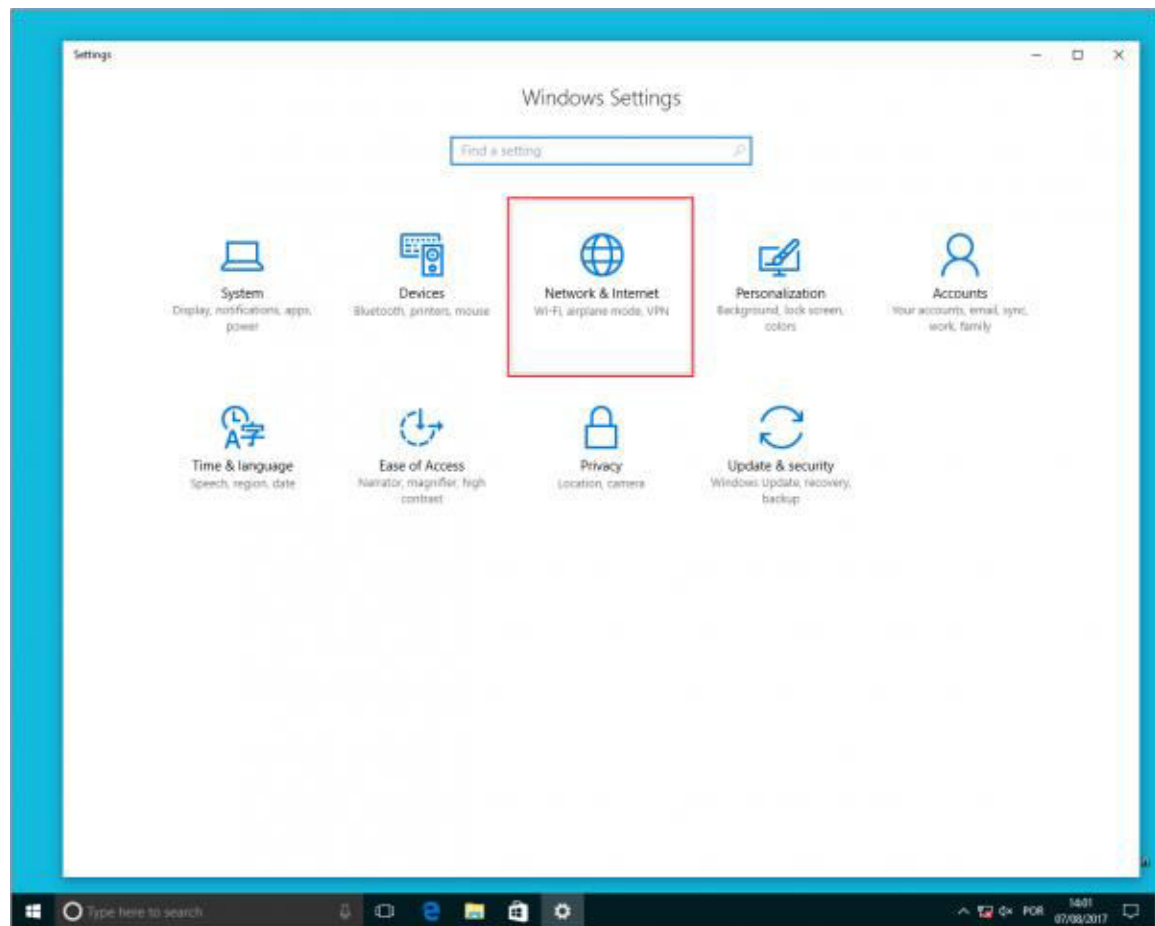 Settings
Windows Settings
Find a setting
System
Display, notifications, apps,
power
Devices
Bluetooth, printers, mouse
Network & Internet
Wi-Fi, airplane mode, VPN
Personalization
Background, lock screen,
colors
Accounts
Your accounts, email, sync,
work, family
Time & language
Speech, region, date
Ease of Access
Narrator, magnifier, high
contrast
Privacy
Location, camera
Update & security
Windows Update, recovery,
backup
Type here to search
POR
14:01
07/08/2017